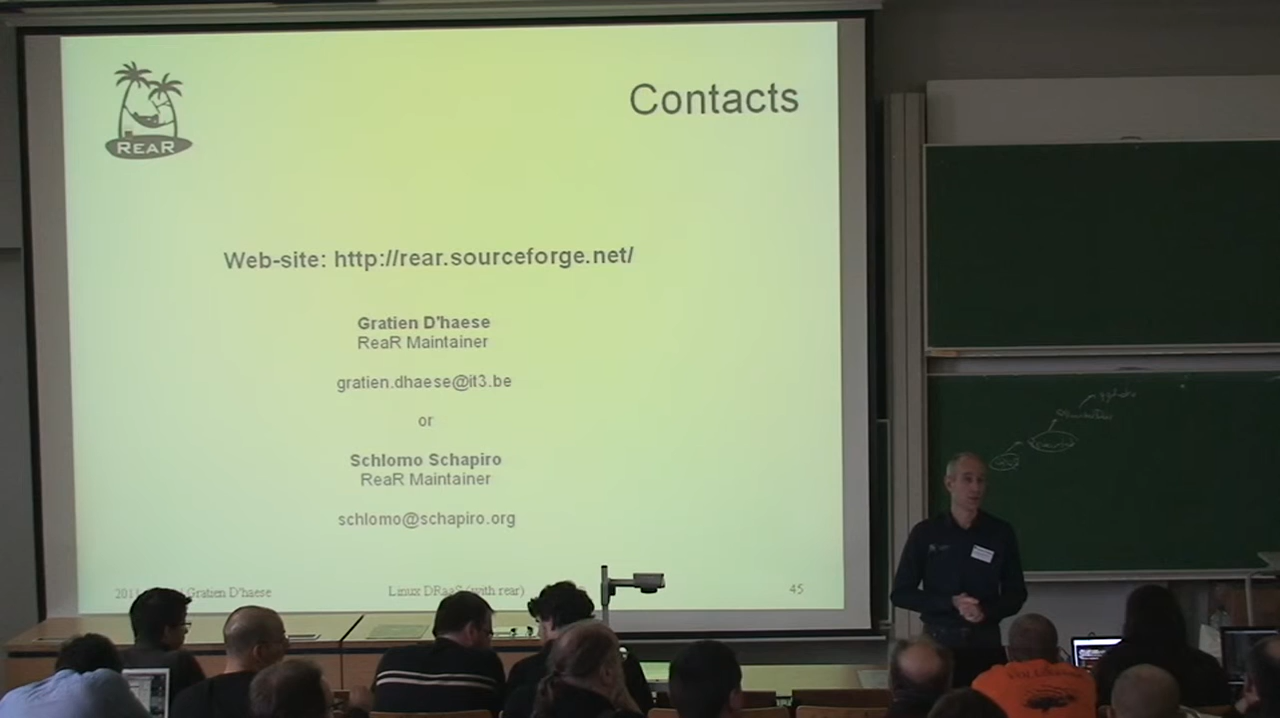 Contacts
ReaR
Web-site: http://rear.sourceforge.net/
Gratien D'haese
ReaR Maintainer
gratien.dhaese@it3.be
or
Schlomo Schapiro
ReaR Maintainer
schlomo@schapiro.org
Gratien D'haese
Linux DRaaS (with rear)
45